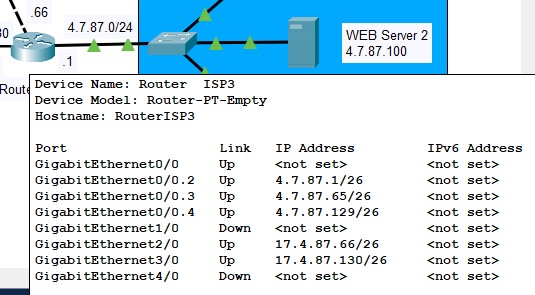 .66
4.7.87.0/24
WEB Server 2
4.7.87.100
30
.1
Route
Device Name: Router ISP3
Device Model: Router-PT-Empty
Hostname: RouterISP3
Port Link IP Address IPv6 Address
GigabitEthernet0/0 Up <not set> <not set>
GigabitEthernet0/0.2 Up 4.7.87.1/26 <not set>
GigabitEthernet0/0.3 Up 4.7.87.65/26 <not set>
GigabitEthernet0/0.4 Up 4.7.87.129/26 <not set>
GigabitEthernet1/0 Down <not set> <not set>
GigabitEthernet2/0 Up 17.4.87.66/26 <not set>
GigabitEthernet3/0 Up 17.4.87.130/26 <not set>
GigabitEthernet4/0 Down <not set> <not set>